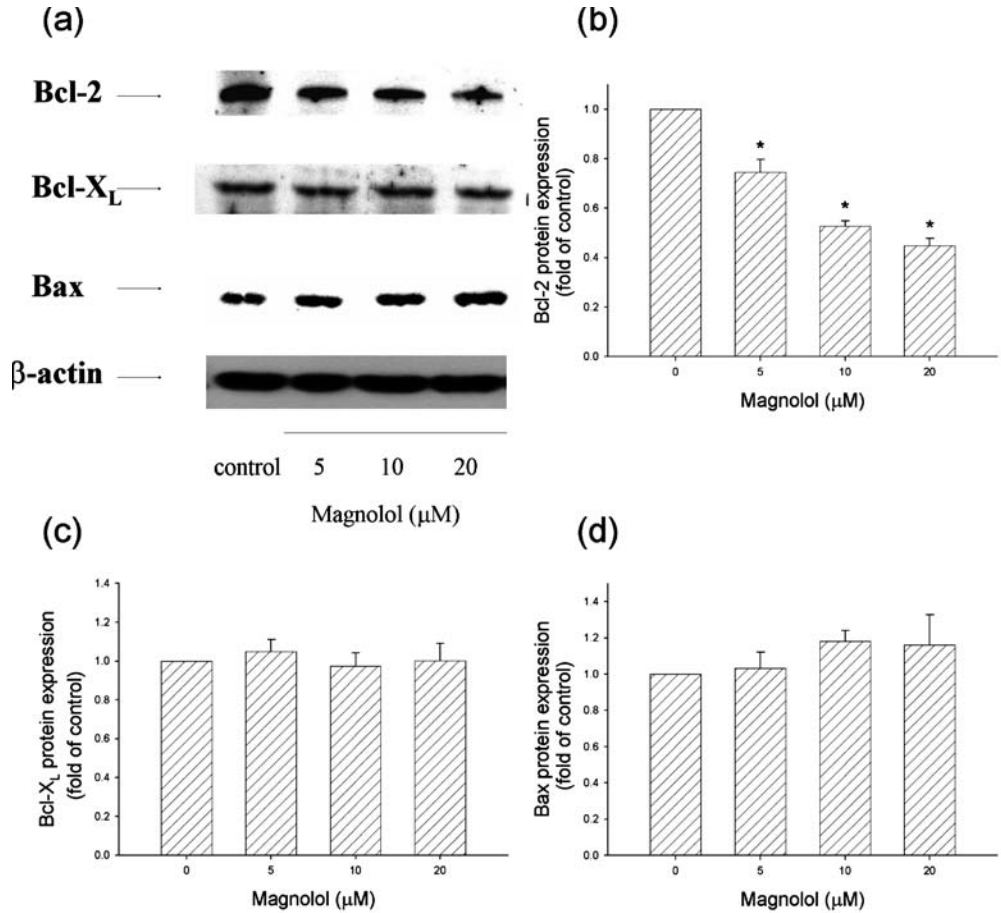 (a)
Bcl-2
Bcl-XL
Bax
β-actin
control 5 10 20
Magnolol (μM)
(b)
Bcl-2 protein expression
(fold of control)
1.0
0.8
0.6
0.4
0.2
0.0
* * *
0 5 10 20
Magnolol (μM)
(c)
Bcl-XL protein expression
(fold of control)
1.4
1.2
1.0
0.8
0.6
0.4
0.2
0.0
0 5 10 20
Magnolol (μM)
(d)
Bax protein expression
(fold of control)
1.4
1.2
1.0
0.8
0.6
0.4
0.2
0.0
0 5 10 20
Magnolol (μM)